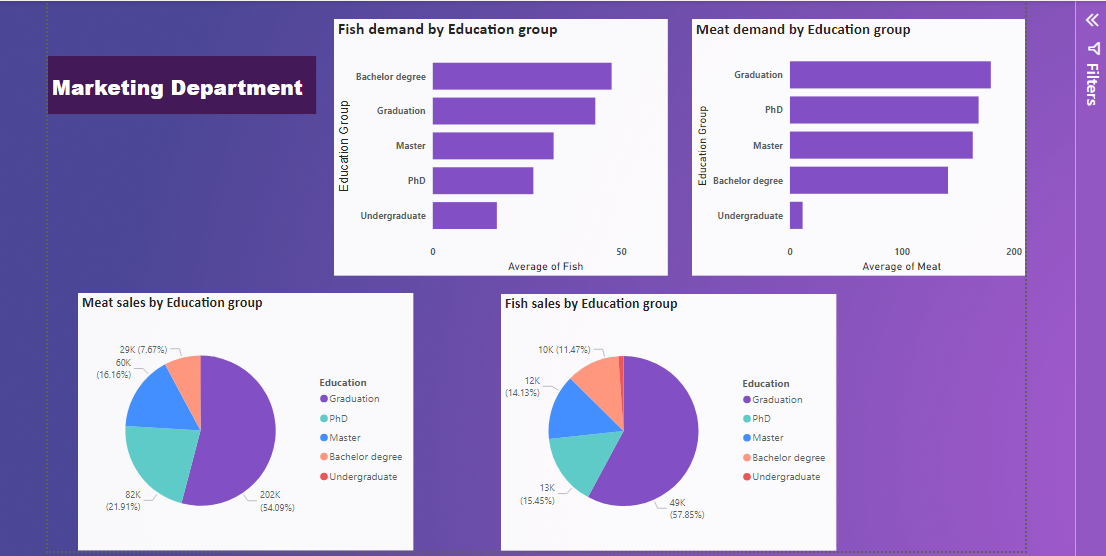 Marketing Department
Fish demand by Education group
Education Group
Bachelor degree
Graduation
Master
PhD
Undergraduate
0
50
Average of Fish
Meat demand by Education group
Education Group
Graduation
PhD
Master
Bachelor degree
Undergraduate
0
100
200
Average of Meat
Filters
Meat sales by Education group
29K (7.67%)
60K
(16.16%)
82K
(21.91%)
202K
(54.09%)
Education
Graduation
PhD
Master
Bachelor degree
Undergraduate
Fish sales by Education group
10K (11.47%)
12K
(14.13%)
13K
(15.45%)
49K
(57.85%)
Education
Graduation
PhD
Master
Bachelor degree
Undergraduate